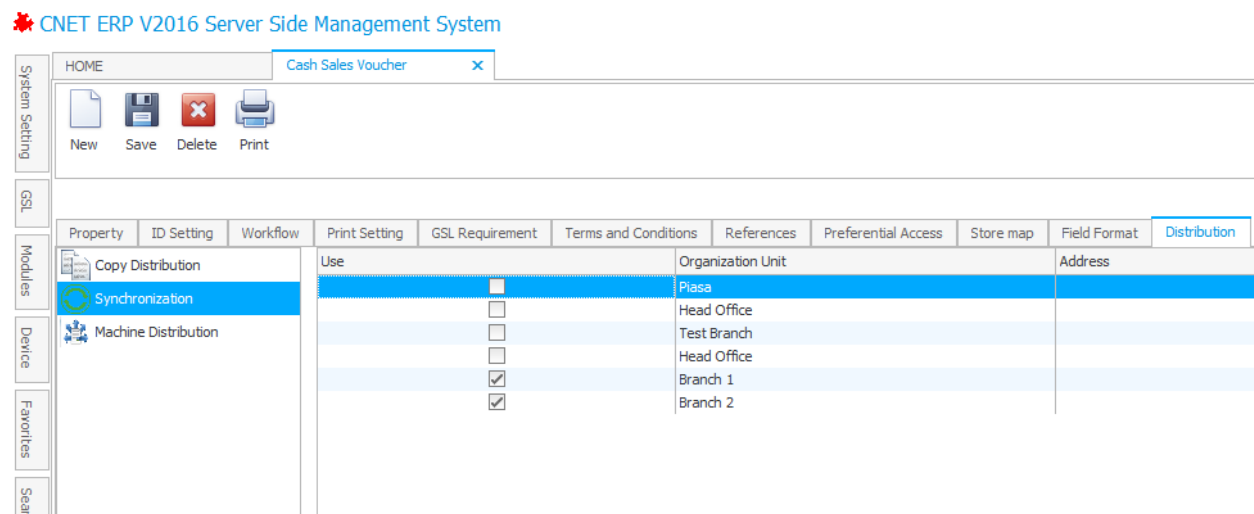 CNET ERP V2016 Server Side Management System
System Setting
GSL
Modules
Device
Favorites
HOME
Cash Sales Voucher
New Save Delete Print
Property ID Setting Workflow Print Setting GSL Requirement Terms and Conditions References Preferential Access Store map Field Format Distribution
Copy Distribution
Synchronization
Machine Distribution
Use Organization Unit Address
Piasa
Head Office
Test Branch
Head Office
Branch 1
Branch 2